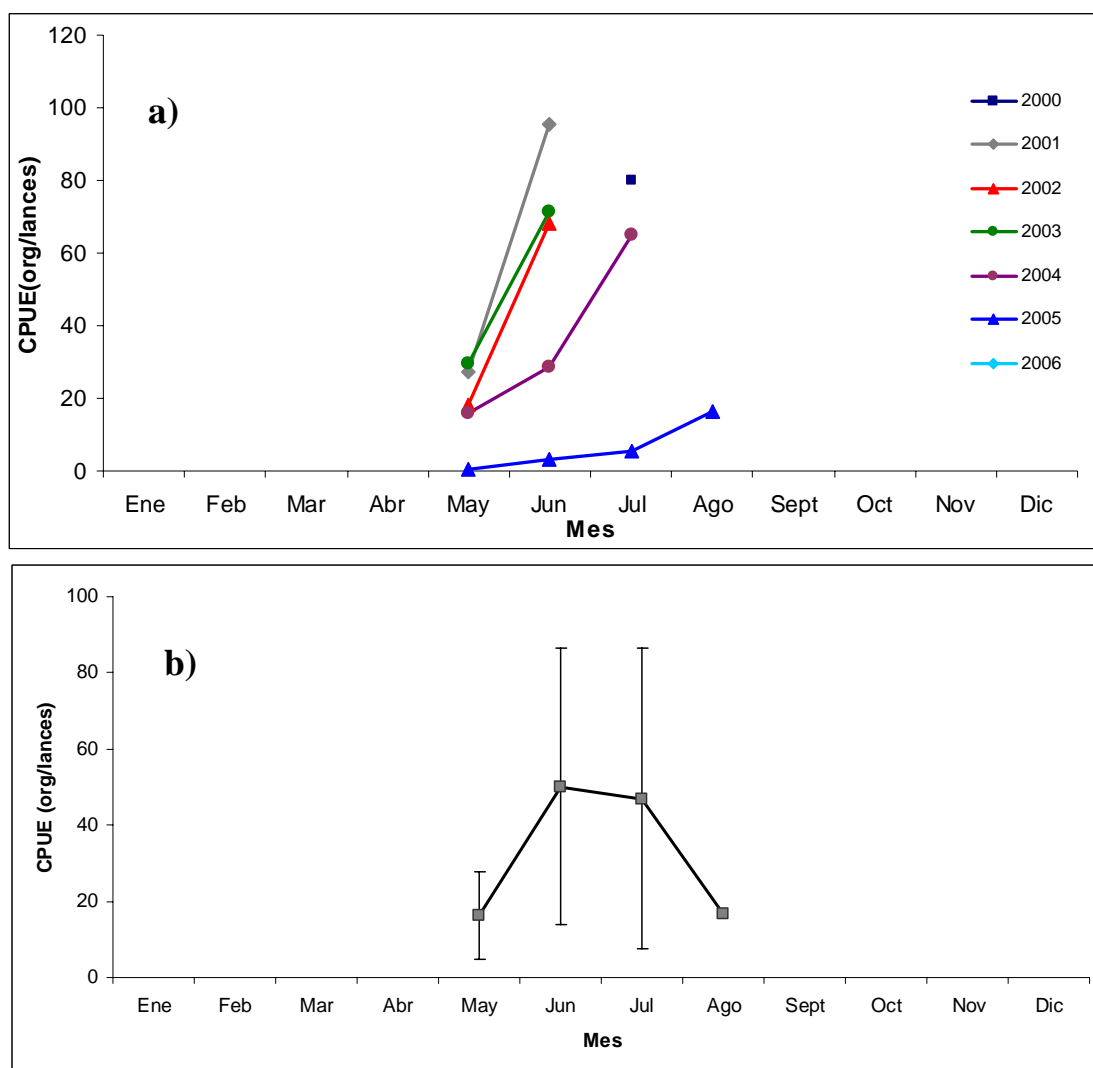 a)
CPUE(org/lances)
120
100
80
60
40
20
0
Ene Feb Mar Abr May Jun Jul Ago Sept Oct Nov Dic
Mes
2000
2001
2002
2003
2004
2005
2006
b)
CPUE (org/lances)
100
80
60
40
20
0
Ene Feb Mar Abr May Jun Jul Ago Sept Oct Nov Dic
Mes